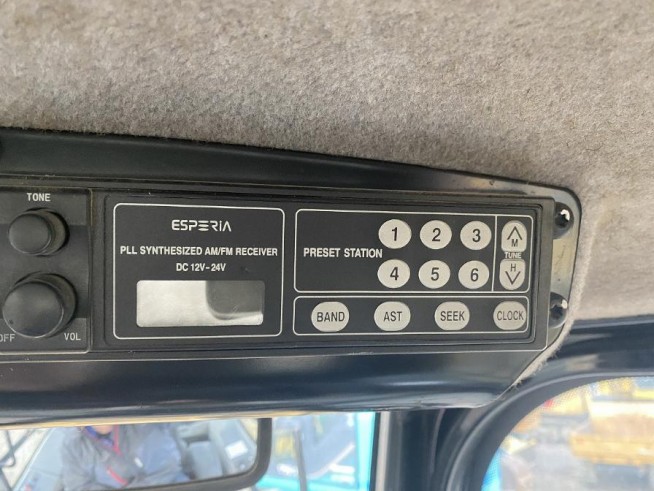 TONE
OFF VOL
ESPERIA
PLL SYNTHESIZED AM/FM RECEIVER
DC 12V-24V
PRESET STATION
1 2 3
4 5 6
M
TUNE
H
BAND AST SEEK CLOCK